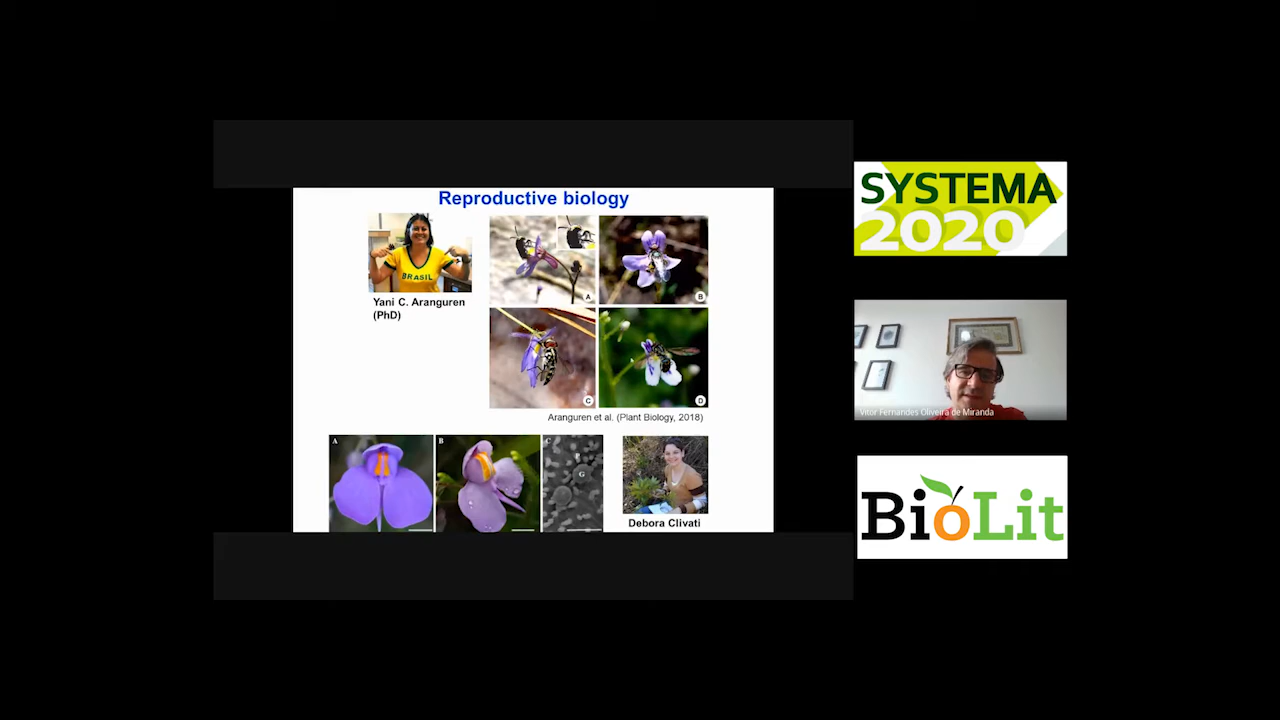 Reproductive biology
BRASIL
Yani C. Aranguren
(PhD)
A
B
C
D
Aranguren et al. (Plant Biology, 2018)
A
B
C
P
G
Debora Clivati
SYSTEMA
2020
Vitor Fernandes Oliveira de Miranda
BioLit